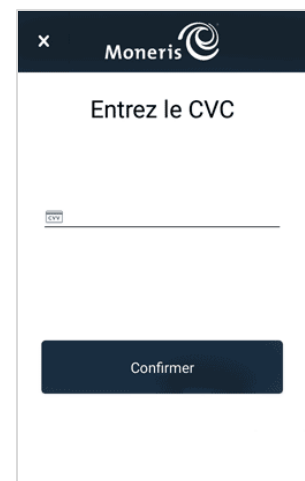 ×
Moneris
Entrez le CVC
CVV
Confirmer